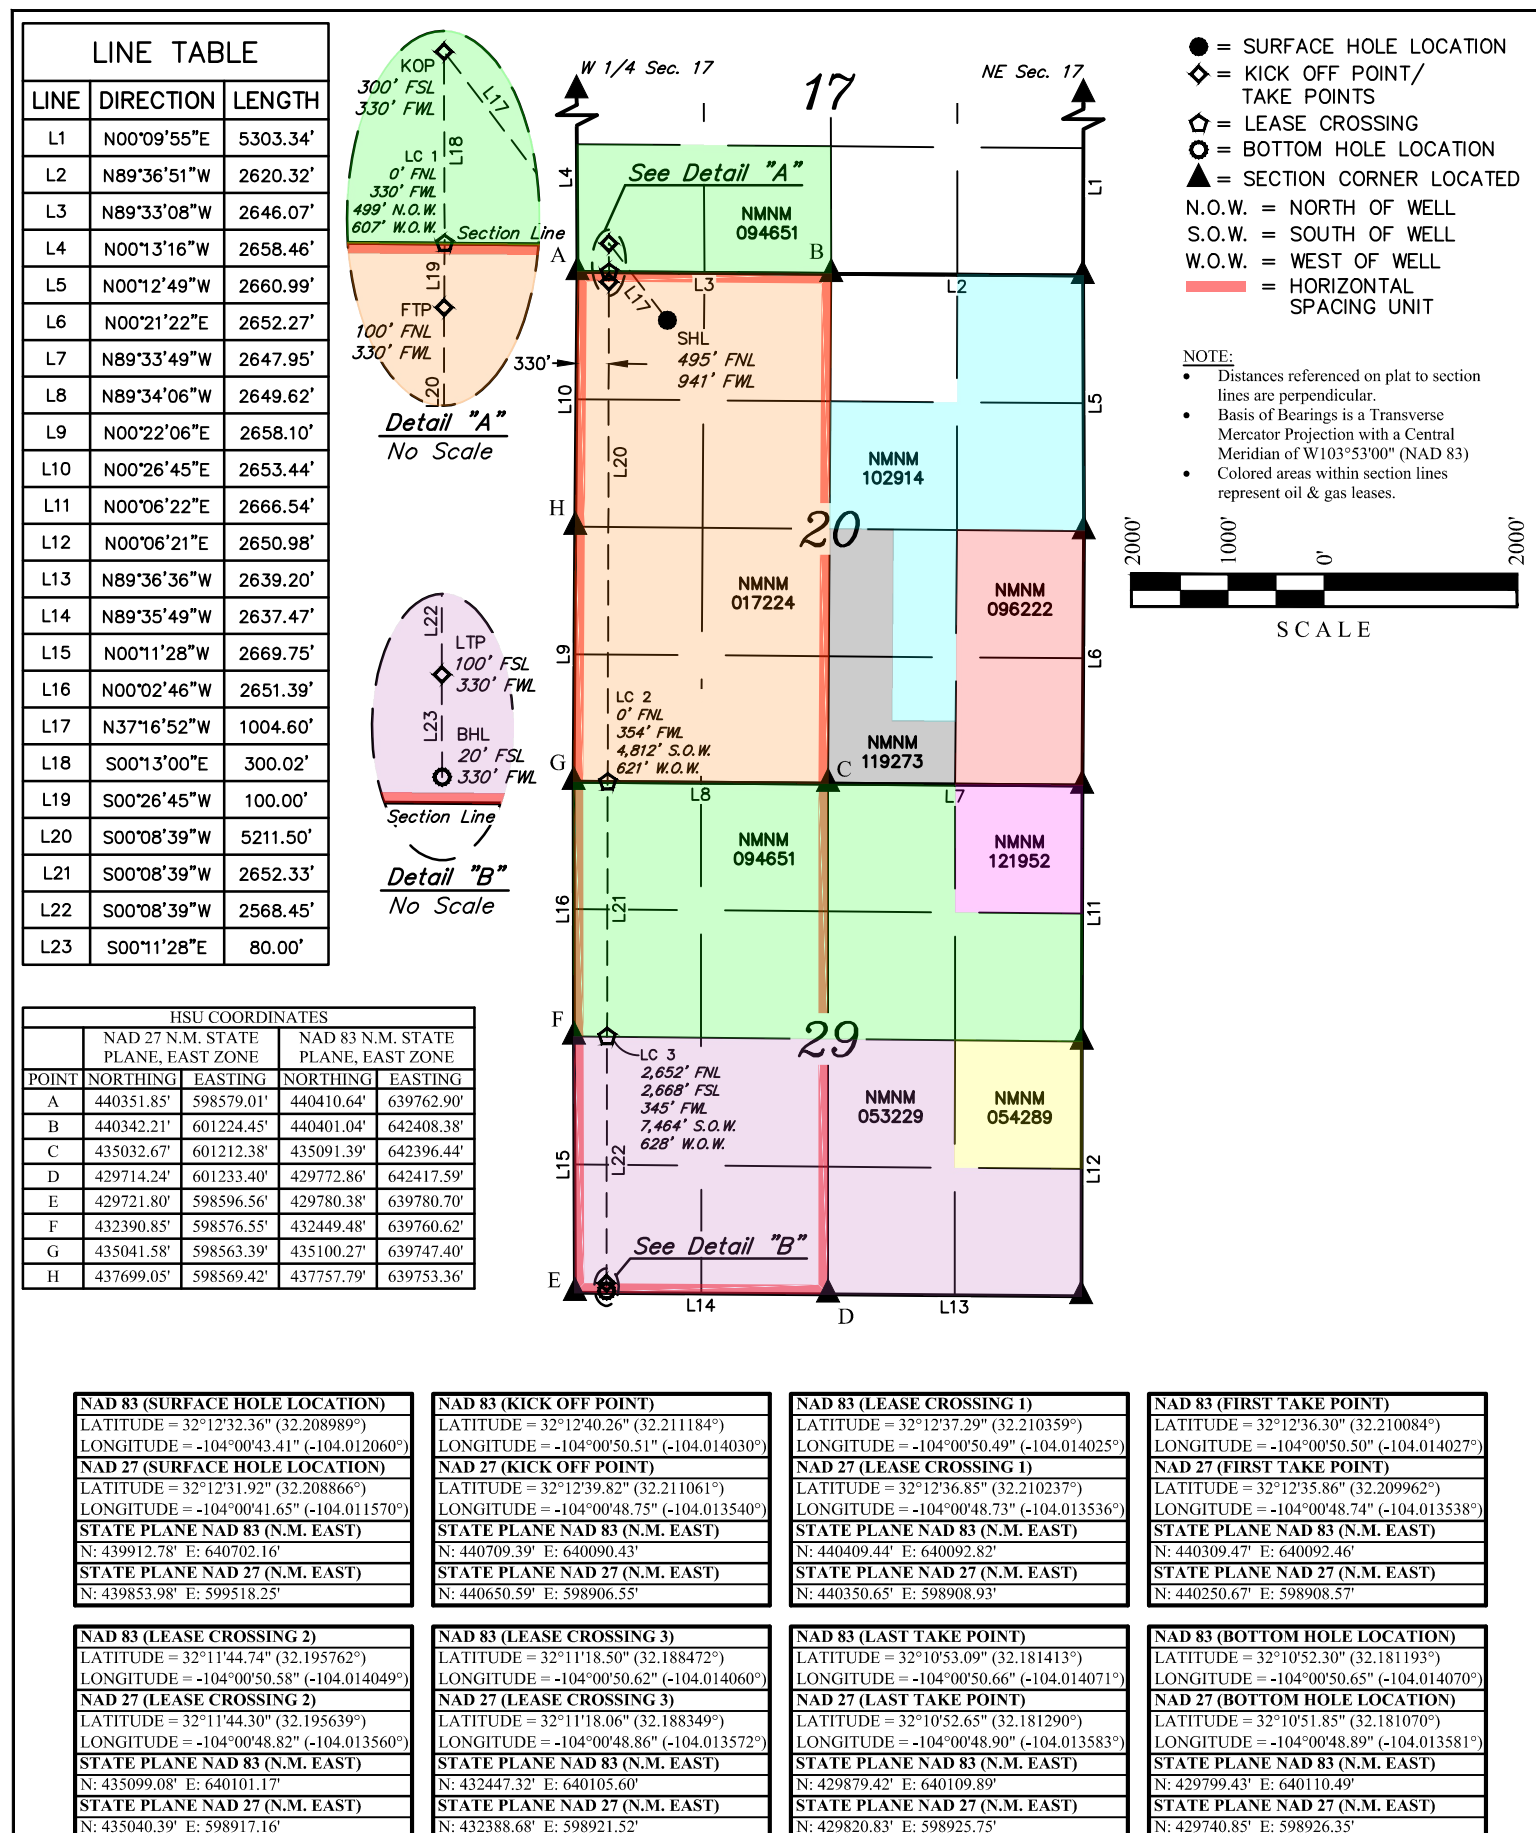 LINE TABLE
LINE DIRECTION LENGTH
L1 N00°09'55"E 5303.34'
L2 N89°36'51"W 2620.32'
L3 N89°33'08"W 2646.07'
L4 N00°13'16"W 2658.46'
L5 N00°12'49"W 2660.99'
L6 N00°21'22"E 2652.27'
L7 N89°33'49"W 2647.95'
L8 N89°34'06"W 2649.62'
L9 N00°22'06"E 2658.10'
L10 N00°26'45"E 2653.44'
L11 N00°06'22"E 2666.54'
L12 N00°06'21"E 2650.98'
L13 N89°36'36"W 2639.20'
L14 N89°35'49"W 2637.47'
L15 N00°11'28"W 2669.75'
L16 N00°02'46"W 2651.39'
L17 N37°16'52"W 1004.60'
L18 S00°13'00"E 300.02'
L19 S00°26'45"W 100.00'
L20 S00°08'39"W 5211.50'
L21 S00°08'39"W 2652.33'
L22 S00°08'39"W 2568.45'
L23 S00°11'28"E 80.00'
HSU COORDINATES
NAD 27 N.M. STATE PLANE, EAST ZONE NAD 83 N.M. STATE PLANE, EAST ZONE
POINT NORTHING EASTING NORTHING EASTING
A 440351.85' 598579.01' 440410.64' 639762.90'
B 440342.21' 601224.45' 440401.04' 642408.38'
C 435032.67' 601212.38' 435091.39' 642396.44'
D 429714.24' 601233.40' 429772.86' 642417.59'
E 429721.80' 598596.56' 429780.38' 639780.70'
F 432390.85' 598576.55' 432449.48' 639760.62'
G 435041.58' 598563.39' 435100.27' 639747.40'
H 437699.05' 598569.42' 437757.79' 639753.36'
KOP
300' FSL
330' FWL
L17
L18
LC 1
0' FNL
330' FWL
499' N.O.W.
607' W.O.W.
Section Line
L19
FTP
100' FNL
330' FWL
L20
Detail "A"
No Scale
L22
LTP
100' FSL
330' FWL
L23
BHL
20' FSL
330' FWL
Section Line
Detail "B"
No Scale
W 1/4 Sec. 17
17
NE Sec. 17
L4
See Detail "A"
L1
NMNM
094651
A
B
L3
L2
L17
SHL
495' FNL
941' FWL
330'
L10
L5
L20
NMNM
102914
H
20
NMNM
017224
NMNM
096222
L9
L6
LC 2
0' FNL
354' FWL
4,812' S.O.W.
621' W.O.W.
NMNM
119273
G
C
L8
L7
NMNM
094651
NMNM
121952
L16
L21
L11
F
29
LC 3
2,652' FNL
2,668' FSL
345' FWL
7,464' S.O.W.
628' W.O.W.
NMNM
053229
NMNM
054289
L15
L22
L12
See Detail "B"
E
L14
L13
D
= SURFACE HOLE LOCATION
= KICK OFF POINT/
TAKE POINTS
= LEASE CROSSING
= BOTTOM HOLE LOCATION
= SECTION CORNER LOCATED
N.O.W. = NORTH OF WELL
S.O.W. = SOUTH OF WELL
W.O.W. = WEST OF WELL
= HORIZONTAL
SPACING UNIT
NOTE:
• Distances referenced on plat to section
lines are perpendicular.
• Basis of Bearings is a Transverse
Mercator Projection with a Central
Meridian of W103°53'00" (NAD 83)
• Colored areas within section lines
represent oil & gas leases.
2000' 1000' 0' 2000'
SCALE
NAD 83 (SURFACE HOLE LOCATION)
LATITUDE = 32°12'32.36" (32.208989°)
LONGITUDE = -104°00'43.41" (-104.012060°)
NAD 27 (SURFACE HOLE LOCATION)
LATITUDE = 32°12'31.92" (32.208866°)
LONGITUDE = -104°00'41.65" (-104.011570°)
STATE PLANE NAD 83 (N.M. EAST)
N: 439912.78' E: 640702.16'
STATE PLANE NAD 27 (N.M. EAST)
N: 439853.98' E: 599518.25'
NAD 83 (KICK OFF POINT)
LATITUDE = 32°12'40.26" (32.211184°)
LONGITUDE = -104°00'50.51" (-104.014030°)
NAD 27 (KICK OFF POINT)
LATITUDE = 32°12'39.82" (32.211061°)
LONGITUDE = -104°00'48.75" (-104.013540°)
STATE PLANE NAD 83 (N.M. EAST)
N: 440709.39' E: 640090.43'
STATE PLANE NAD 27 (N.M. EAST)
N: 440650.59' E: 598906.55'
NAD 83 (LEASE CROSSING 1)
LATITUDE = 32°12'37.29" (32.210359°)
LONGITUDE = -104°00'50.49" (-104.014025°)
NAD 27 (LEASE CROSSING 1)
LATITUDE = 32°12'36.85" (32.210237°)
LONGITUDE = -104°00'48.73" (-104.013536°)
STATE PLANE NAD 83 (N.M. EAST)
N: 440409.44' E: 640092.82'
STATE PLANE NAD 27 (N.M. EAST)
N: 440350.65' E: 598908.93'
NAD 83 (FIRST TAKE POINT)
LATITUDE = 32°12'36.30" (32.210084°)
LONGITUDE = -104°00'50.50" (-104.014027°)
NAD 27 (FIRST TAKE POINT)
LATITUDE = 32°12'35.86" (32.209962°)
LONGITUDE = -104°00'48.74" (-104.013538°)
STATE PLANE NAD 83 (N.M. EAST)
N: 440309.47' E: 640092.46'
STATE PLANE NAD 27 (N.M. EAST)
N: 440250.67' E: 598908.57'
NAD 83 (LEASE CROSSING 2)
LATITUDE = 32°11'44.74" (32.195762°)
LONGITUDE = -104°00'50.58" (-104.014049°)
NAD 27 (LEASE CROSSING 2)
LATITUDE = 32°11'44.30" (32.195639°)
LONGITUDE = -104°00'48.82" (-104.013560°)
STATE PLANE NAD 83 (N.M. EAST)
N: 435099.08' E: 640101.17'
STATE PLANE NAD 27 (N.M. EAST)
N: 435040.39' E: 598917.16'
NAD 83 (LEASE CROSSING 3)
LATITUDE = 32°11'18.50" (32.188472°)
LONGITUDE = -104°00'50.62" (-104.014060°)
NAD 27 (LEASE CROSSING 3)
LATITUDE = 32°11'18.06" (32.188349°)
LONGITUDE = -104°00'48.86" (-104.013572°)
STATE PLANE NAD 83 (N.M. EAST)
N: 432447.32' E: 640105.60'
STATE PLANE NAD 27 (N.M. EAST)
N: 432388.68' E: 598921.52'
NAD 83 (LAST TAKE POINT)
LATITUDE = 32°10'53.09" (32.181413°)
LONGITUDE = -104°00'50.66" (-104.014071°)
NAD 27 (LAST TAKE POINT)
LATITUDE = 32°10'52.65" (32.181290°)
LONGITUDE = -104°00'48.90" (-104.013583°)
STATE PLANE NAD 83 (N.M. EAST)
N: 429879.42' E: 640109.89'
STATE PLANE NAD 27 (N.M. EAST)
N: 429820.83' E: 598925.75'
NAD 83 (BOTTOM HOLE LOCATION)
LATITUDE = 32°10'52.30" (32.181193°)
LONGITUDE = -104°00'50.65" (-104.014070°)
NAD 27 (BOTTOM HOLE LOCATION)
LATITUDE = 32°10'51.85" (32.181070°)
LONGITUDE = -104°00'48.89" (-104.013581°)
STATE PLANE NAD 83 (N.M. EAST)
N: 429799.43' E: 640110.49'
STATE PLANE NAD 27 (N.M. EAST)
N: 429740.85' E: 598926.35'